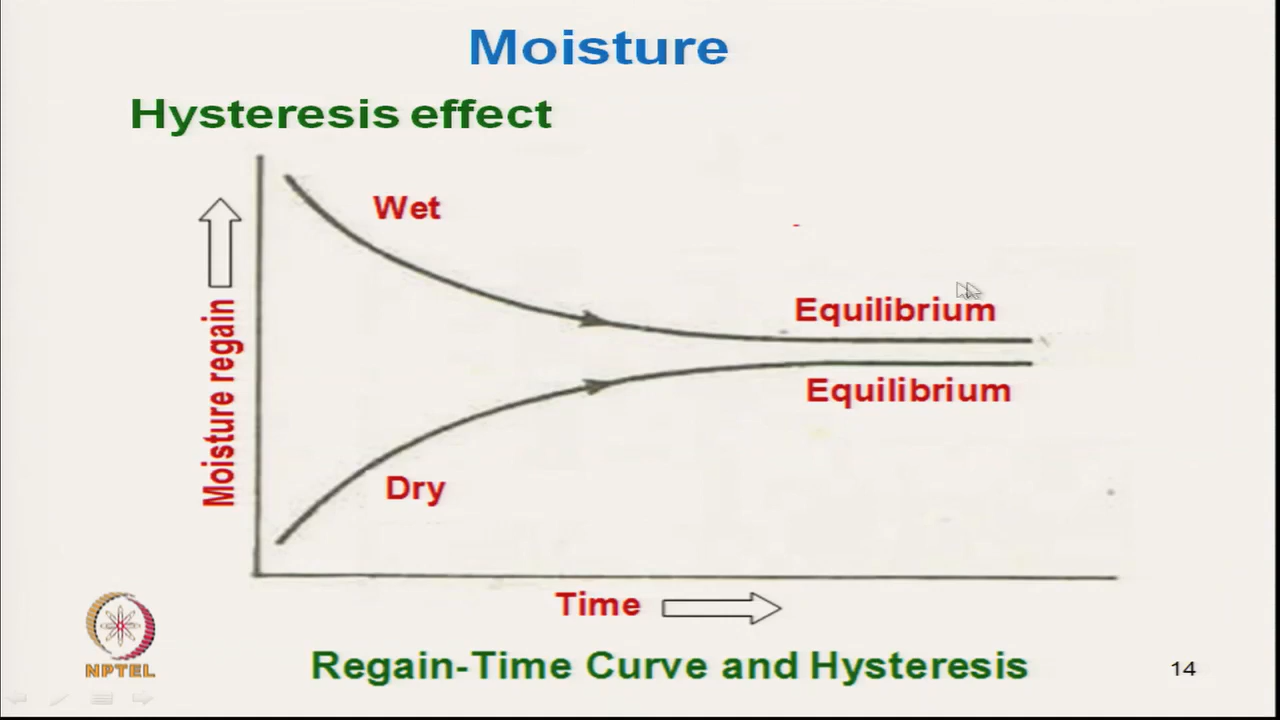 Moisture
Hysteresis effect
Wet
Equilibrium
Moisture regain
Equilibrium
Dry
Time
NPTEL
Regain-Time Curve and Hysteresis
14